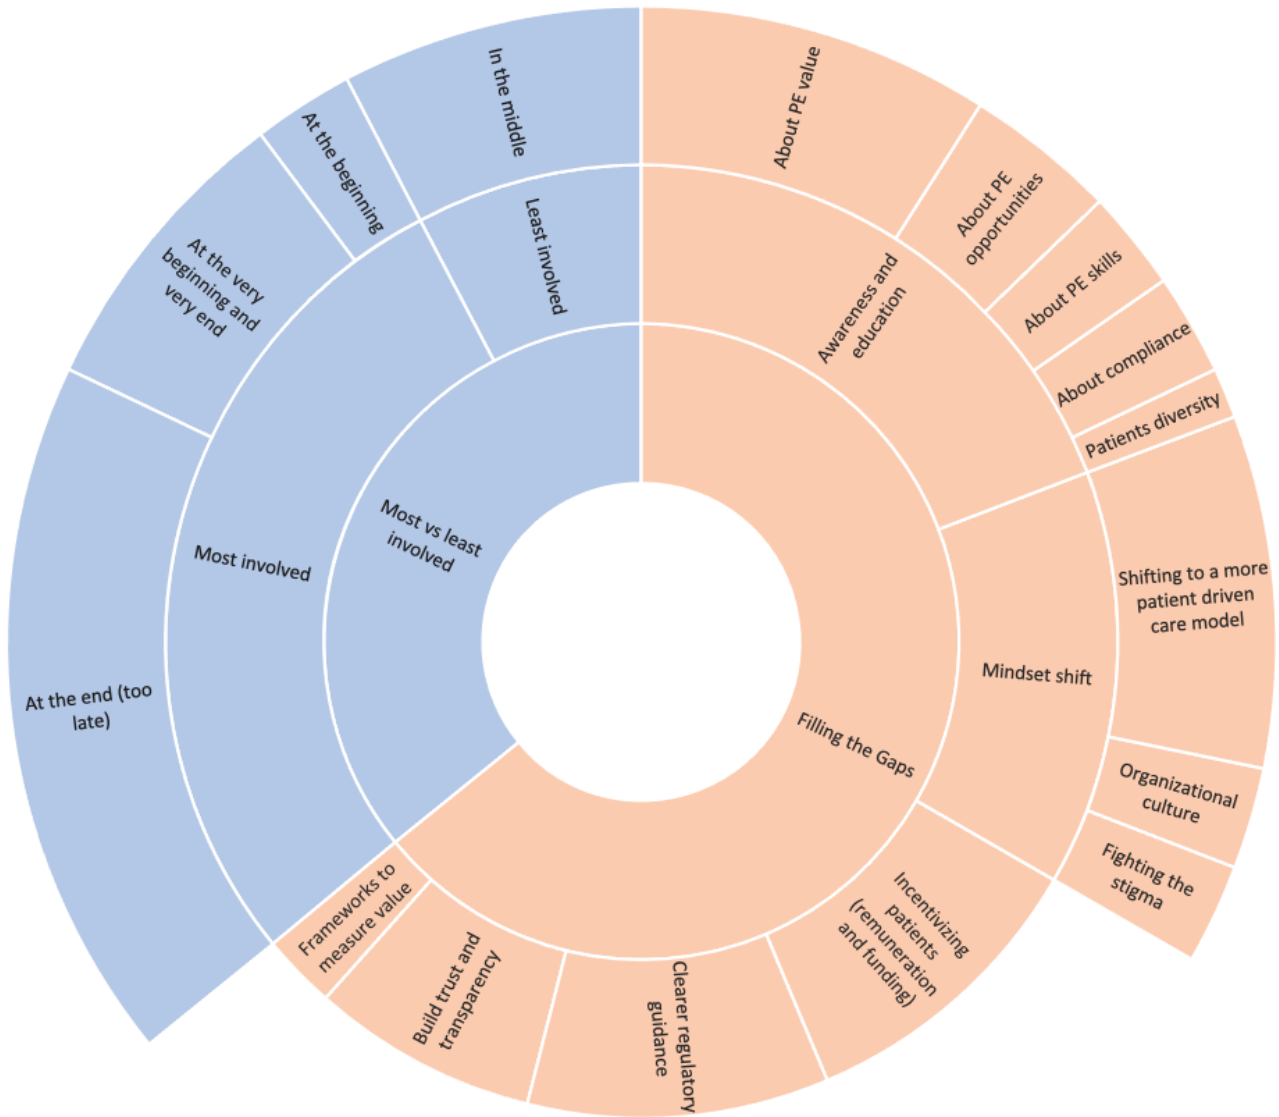 In the middle
At the beginning
At the very
beginning and
very end
At the end (too
late)
Least involved
Most involved
Most vs least
involved
About PE value
About PE
opportunities
About PE skills
About compliance
Patients diversity
Awareness and
education
Shifting to a more
patient driven
care model
Organizational
culture
Fighting the
stigma
Mindset shift
Filling the Gaps
Incentivizing
patients
(remuneration
and funding)
Clearer regulatory
guidance
Build trust and
transparency
Frameworks to
measure value